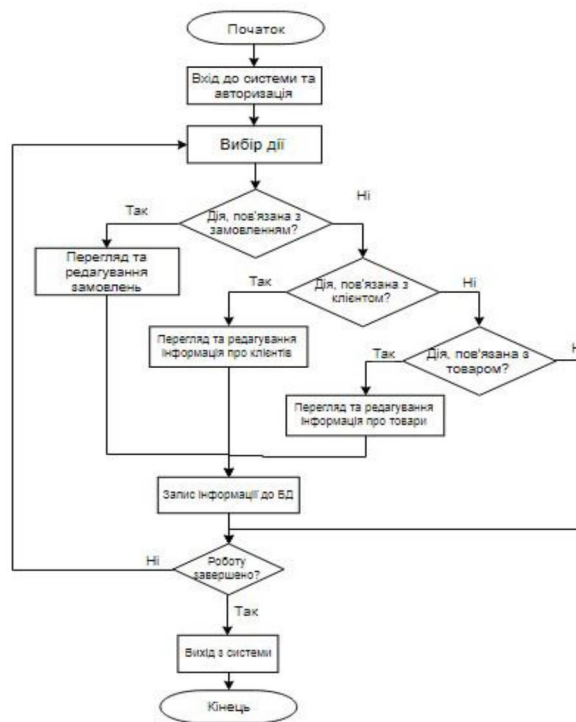 Початок
Вхід до системи та
авторизація
Вибір дії
Ні
Так
Дія, пов'язана з
замовленням?
Перегляд та
редагування
замовлень
Дія, пов'язана з
клієнтом?
Так
Ні
Перегляд та редагування
Інформація про клієнтів
Так
Дія, пов'язана з
товаром?
Перегляд та редагування
Інформація про товари
Запис Інформації до БД
Ні
Роботу
завершено?
Так
Вихід з системи
Кінець